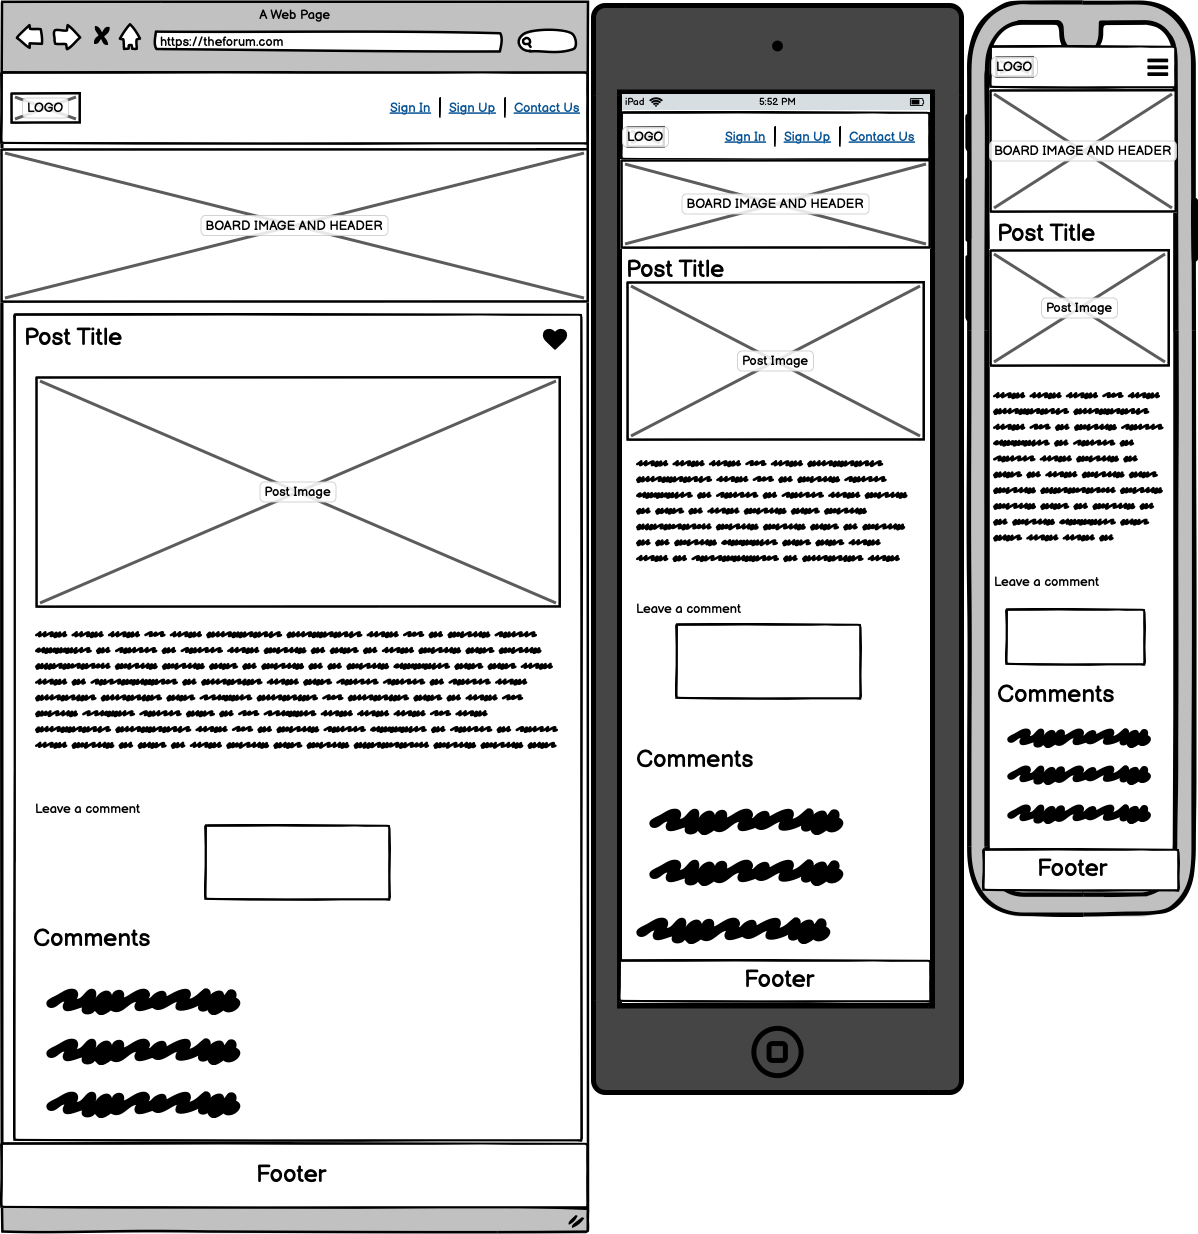 A Web Page
https://theforum.com
LOGO
Sign In
Sign Up
Contact Us
BOARD IMAGE AND HEADER
Post Title
Post Image
Leave a comment
Comments
Footer
iPad
5:52 PM
LOGO
Sign In
Sign Up
Contact Us
BOARD IMAGE AND HEADER
Post Title
Post Image
Leave a comment
Comments
Footer
LOGO
BOARD IMAGE AND HEADER
Post Title
Post Image
Leave a comment
Comments
Footer